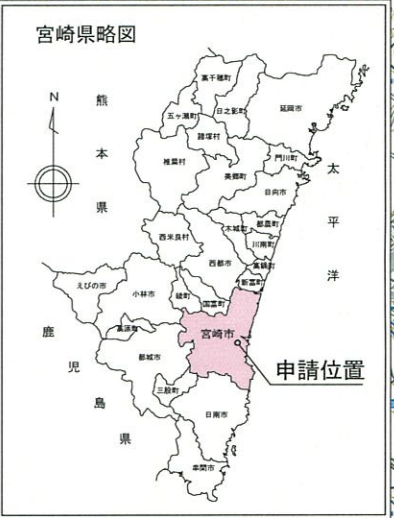 宮崎県略図
N
熊本県
高千穂町
日之影町
延岡市
五ヶ瀬町
諸塚村
門川町
椎葉村
美郷町
日向市
太平洋
木城町
都農町
西米良村
川南町
西都市
高鍋町
新富町
えびの市
小林市
綾町
国富町
宮崎市
高原町
鹿児島県
都城市
申請位置
三股町
日南市
串間市